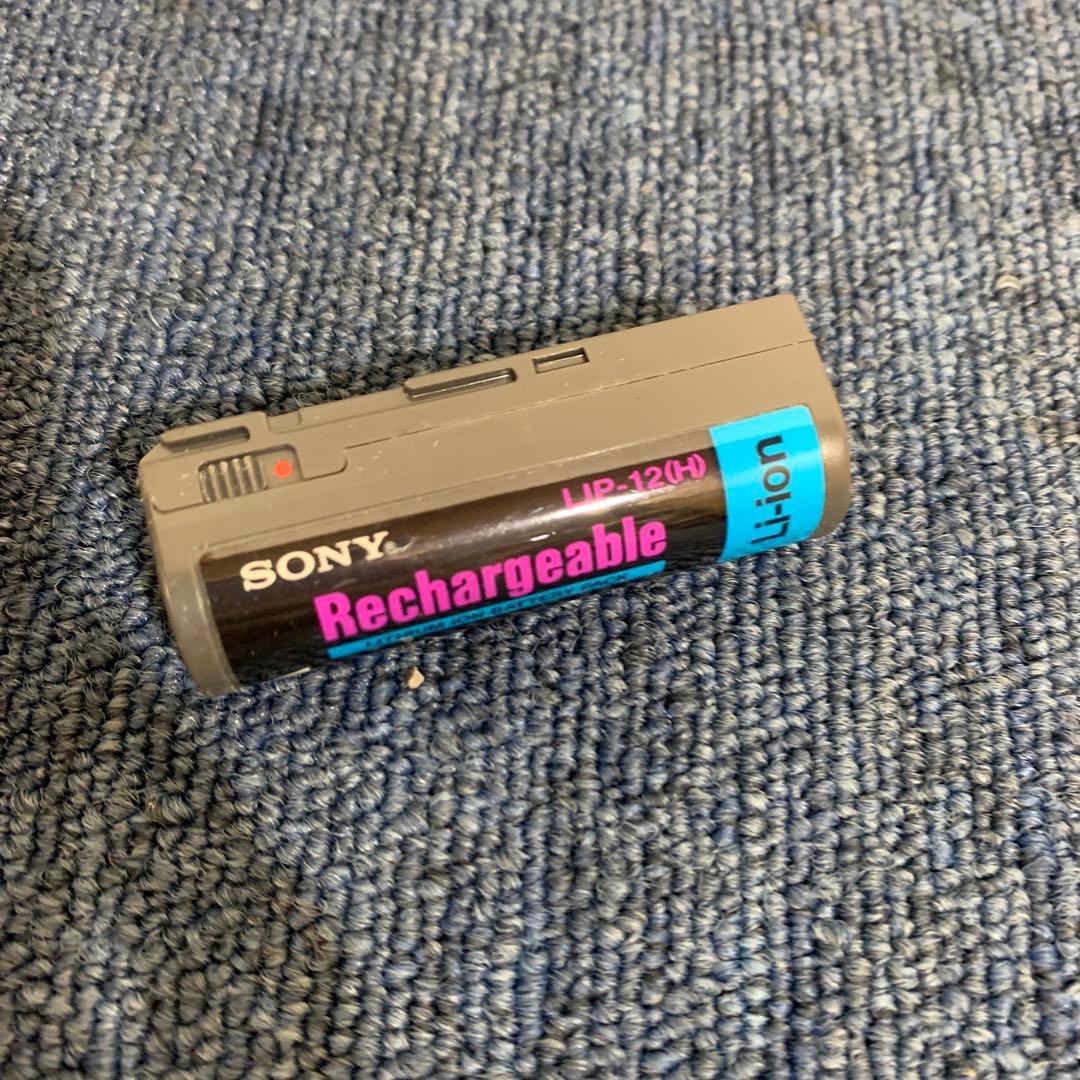 SONY®
LIP-12(H)
Rechargeable
LITHIUM ION BATTERY PACK
Li-ion